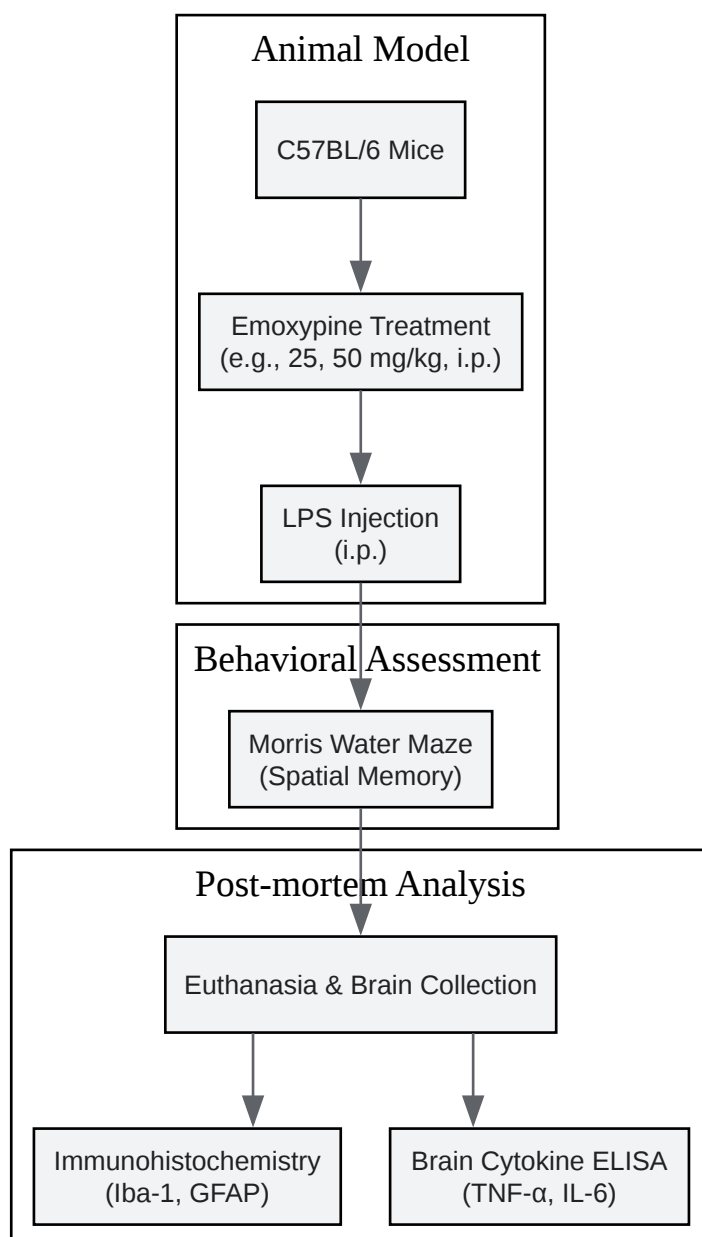 Animal Model
C57BL/6 Mice
Emoxypine Treatment
(e.g., 25, 50 mg/kg, i.p.)
LPS Injection
(i.p.)
Behavioral Assessment
Morris Water Maze
(Spatial Memory)
Post-mortem Analysis
Euthanasia & Brain Collection
Immunohistochemistry
(Iba-1, GFAP)
Brain Cytokine ELISA
(TNF-α, IL-6)